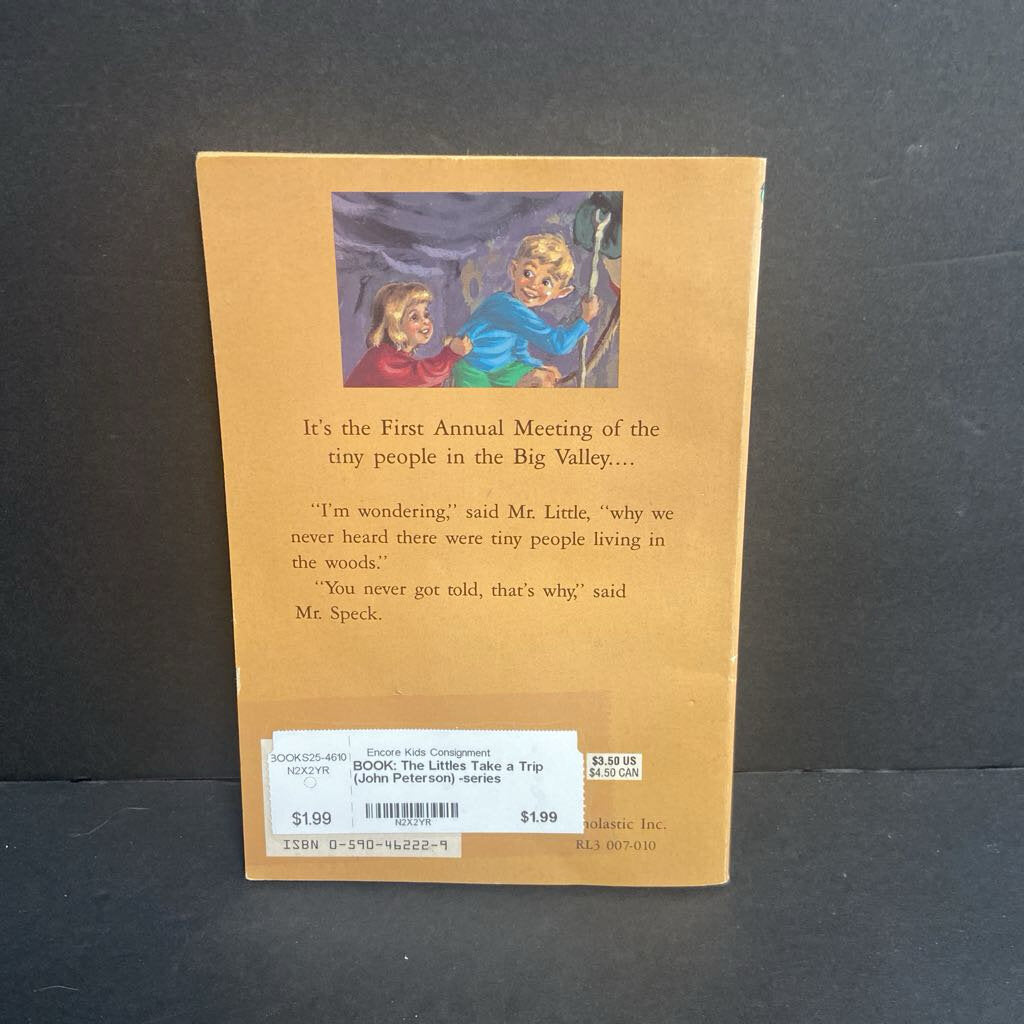 It's the First Annual Meeting of the
tiny people in the Big Valley....
"I'm wondering," said Mr. Little, "why we
never heard there were tiny people living in
the woods."
"You never got told, that's why," said
Mr. Speck.
BOOKS25-4610
N2X2YR
$1.99
Encore Kids Consignment
BOOK: The Littles Take a Trip
(John Peterson) -series
N2X2YR
$1.99
$3.50 US
$4.50 CAN
ISBN 0-590-46222-9
holastic Inc.
RL3 007-010